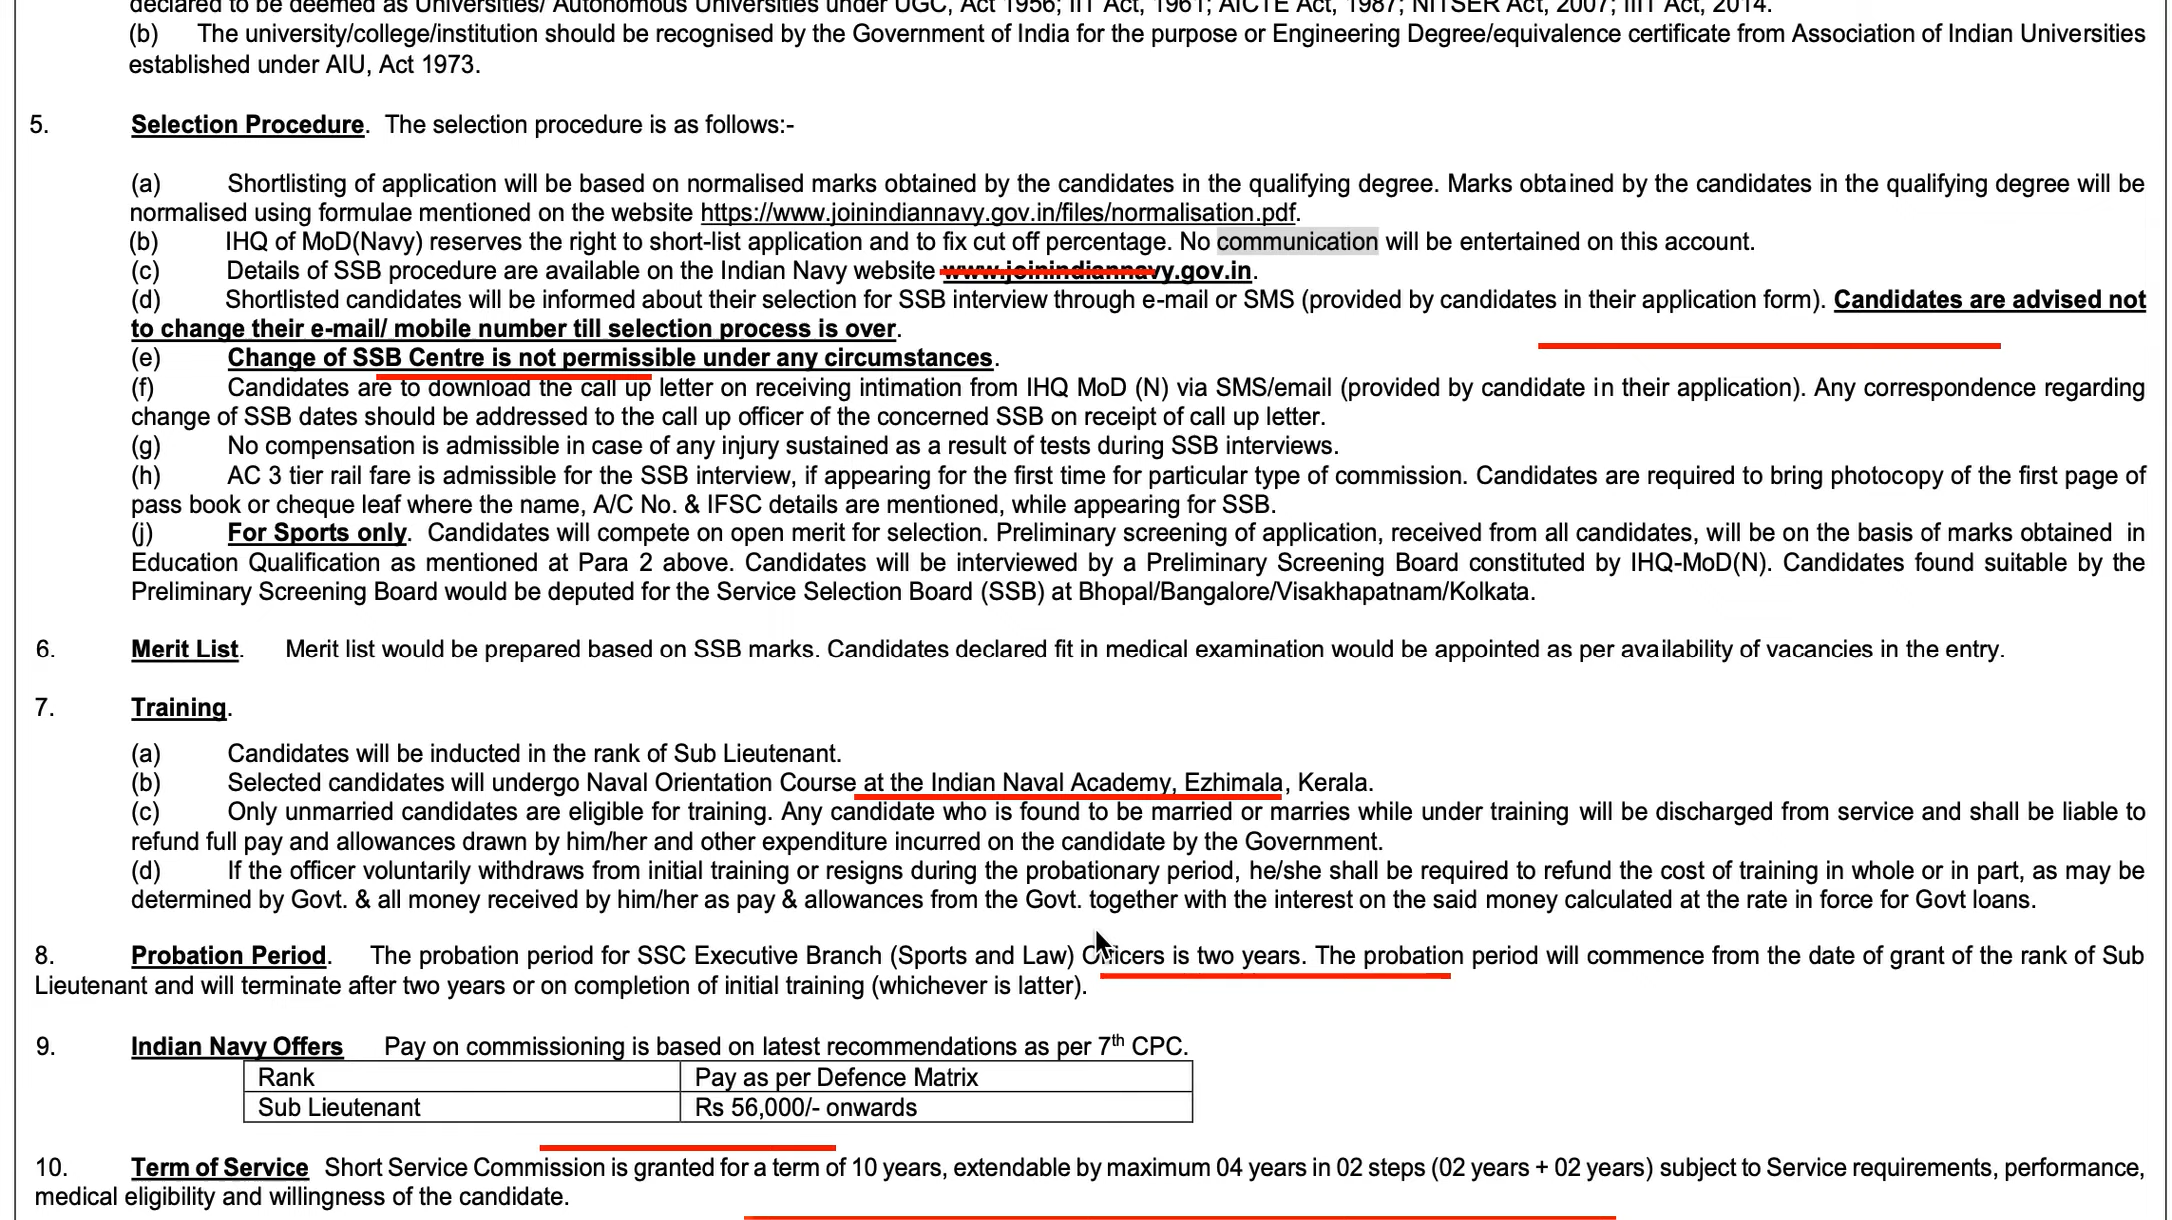 declared to be deemed as Universities/ Autonomous Universities under UGC, Act 1956; IIT Act, 1961; AICTE Act, 1987; NITSER Act, 2007; IIIT Act, 2014.
(b) The university/college/institution should be recognised by the Government of India for the purpose or Engineering Degree/equivalence certificate from Association of Indian Universities
established under AIU, Act 1973.
5. Selection Procedure. The selection procedure is as follows:-
(a) Shortlisting of application will be based on normalised marks obtained by the candidates in the qualifying degree. Marks obtained by the candidates in the qualifying degree will be
normalised using formulae mentioned on the website https://www.joinindiannavy.gov.in/files/normalisation.pdf.
(b) IHQ of MoD(Navy) reserves the right to short-list application and to fix cut off percentage. No communication will be entertained on this account.
(c) Details of SSB procedure are available on the Indian Navy website www.joinindiannavy.gov.in.
(d) Shortlisted candidates will be informed about their selection for SSB interview through e-mail or SMS (provided by candidates in their application form). Candidates are advised not
to change their e-mail/ mobile number till selection process is over.
(e) Change of SSB Centre is not permissible under any circumstances.
(f) Candidates are to download the call up letter on receiving intimation from IHQ MoD (N) via SMS/email (provided by candidate in their application). Any correspondence regarding
change of SSB dates should be addressed to the call up officer of the concerned SSB on receipt of call up letter.
(g) No compensation is admissible in case of any injury sustained as a result of tests during SSB interviews.
(h) AC 3 tier rail fare is admissible for the SSB interview, if appearing for the first time for particular type of commission. Candidates are required to bring photocopy of the first page of
pass book or cheque leaf where the name, A/C No. & IFSC details are mentioned, while appearing for SSB.
(j) For Sports only. Candidates will compete on open merit for selection. Preliminary screening of application, received from all candidates, will be on the basis of marks obtained in
Education Qualification as mentioned at Para 2 above. Candidates will be interviewed by a Preliminary Screening Board constituted by IHQ-MoD(N). Candidates found suitable by the
Preliminary Screening Board would be deputed for the Service Selection Board (SSB) at Bhopal/Bangalore/Visakhapatnam/Kolkata.
6. Merit List. Merit list would be prepared based on SSB marks. Candidates declared fit in medical examination would be appointed as per availability of vacancies in the entry.
7. Training.
(a) Candidates will be inducted in the rank of Sub Lieutenant.
(b) Selected candidates will undergo Naval Orientation Course at the Indian Naval Academy, Ezhimala, Kerala.
(c) Only unmarried candidates are eligible for training. Any candidate who is found to be married or marries while under training will be discharged from service and shall be liable to
refund full pay and allowances drawn by him/her and other expenditure incurred on the candidate by the Government.
(d) If the officer voluntarily withdraws from initial training or resigns during the probationary period, he/she shall be required to refund the cost of training in whole or in part, as may be
determined by Govt. & all money received by him/her as pay & allowances from the Govt. together with the interest on the said money calculated at the rate in force for Govt loans.
8. Probation Period. The probation period for SSC Executive Branch (Sports and Law) Officers is two years. The probation period will commence from the date of grant of the rank of Sub
Lieutenant and will terminate after two years or on completion of initial training (whichever is latter).
9. Indian Navy Offers Pay on commissioning is based on latest recommendations as per 7th CPC.
Rank Pay as per Defence Matrix
Sub Lieutenant Rs 56,000/- onwards
10. Term of Service Short Service Commission is granted for a term of 10 years, extendable by maximum 04 years in 02 steps (02 years + 02 years) subject to Service requirements, performance,
medical eligibility and willingness of the candidate.